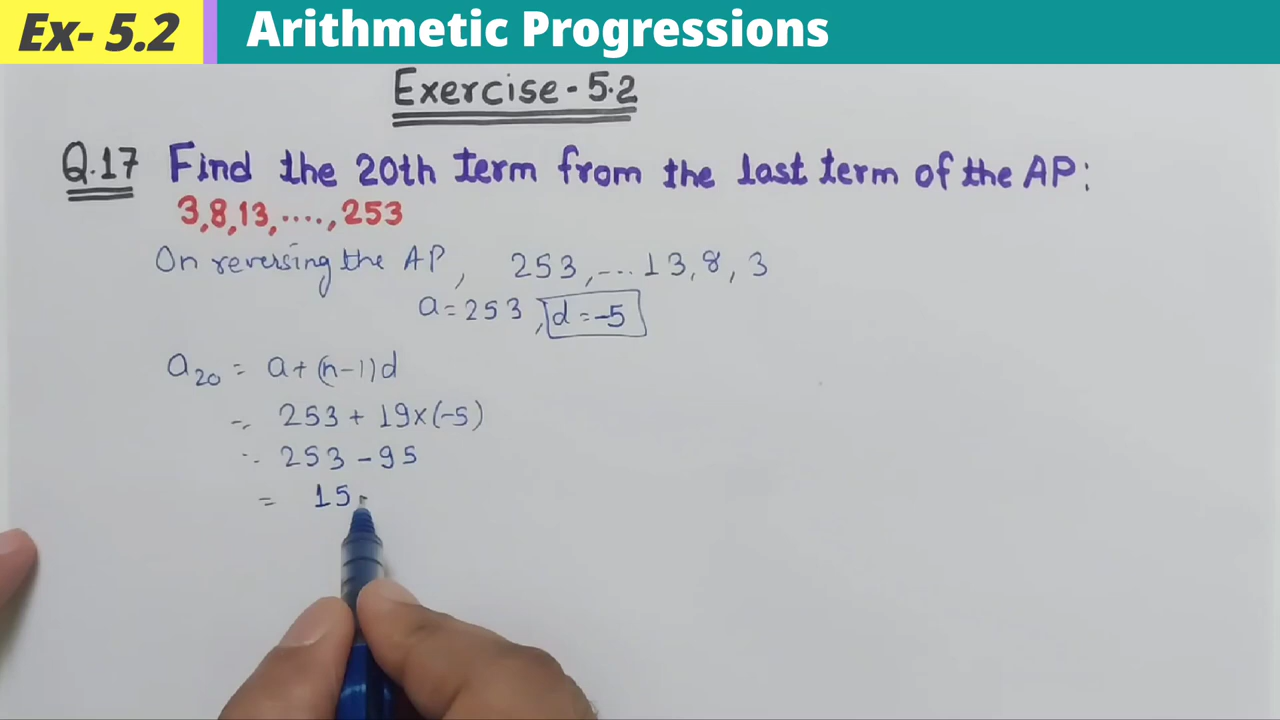 Ex- 5.2 Arithmetic Progressions
Exercise - 5.2
Q.17 Find the 20th term from the last term of the AP:
3,8,13,....,253
On reversing the AP, 253,...13,8,3
a=253, d=-5
a20 = a+(n-1)d
= 253+19x(-5)
= 253-95
= 15